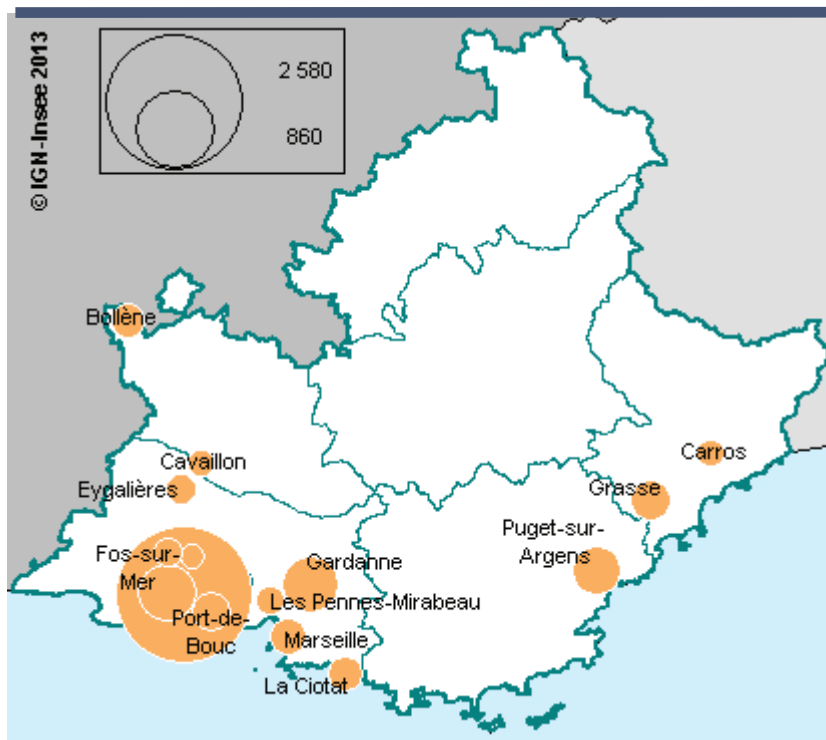 © IGN-Insee 2013
2 580
860
Bollène
Cavaillon
Eygalières
Carros
Grasse
Puget-sur-
Argens
Fos-sur-
Mer
Gardanne
Les Pennes-Mirabeau
Port-de-
Bouc
Marseille
La Ciotat